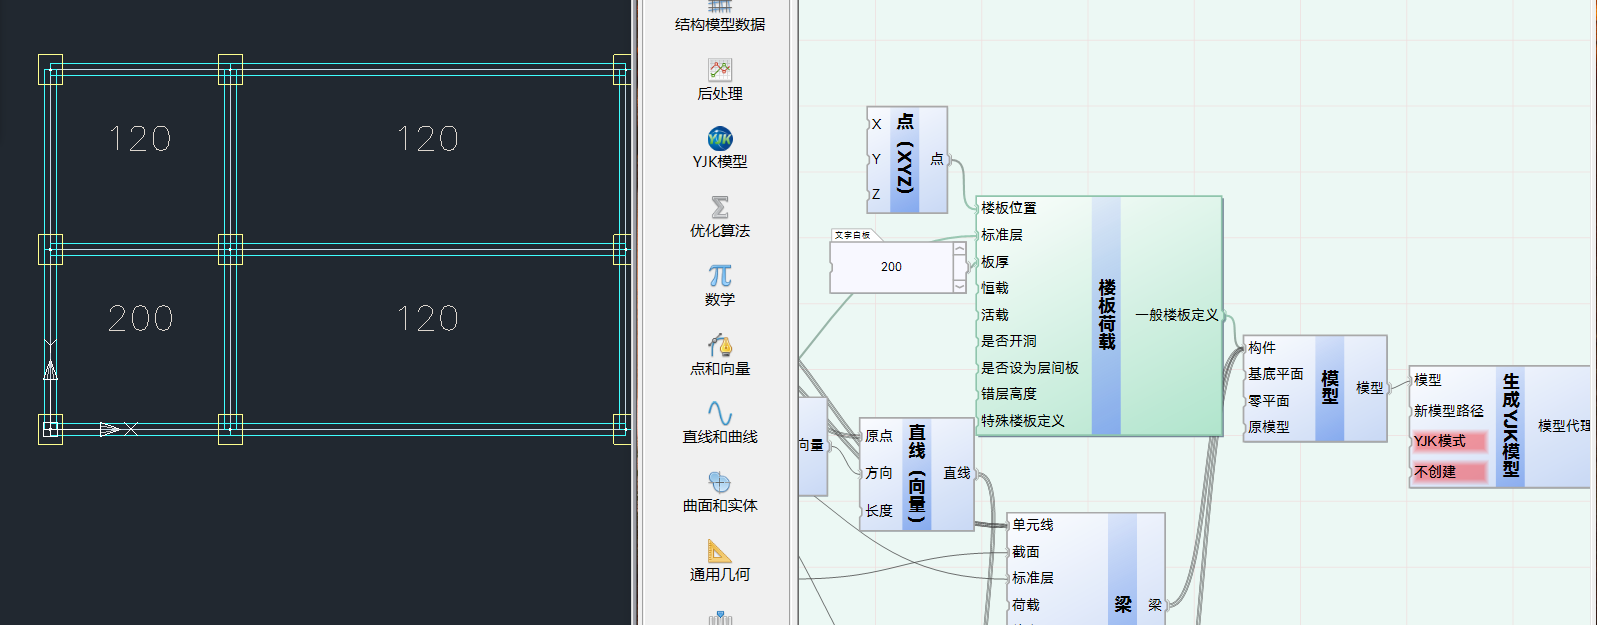 120
120
200
120
X
结构模型数据
后处理
YJK
YJK模型
优化算法
数学
点和向量
直线和曲线
曲面和实体
通用几何
X
Y
Z
点（XYZ）
点
文字白板
200
楼板位置
标准层
板厚
恒载
活载
是否开洞
是否设为层间板
错层高度
特殊楼板定义
楼板荷载
一般楼板定义
向量
原点
方向
长度
直线（向量）
直线
单元线
截面
标准层
荷载
梁
梁
构件
基底平面
零平面
原模型
模型
模型
模型
新模型路径
YJK模式
不创建
生成YJK模型
模型代理